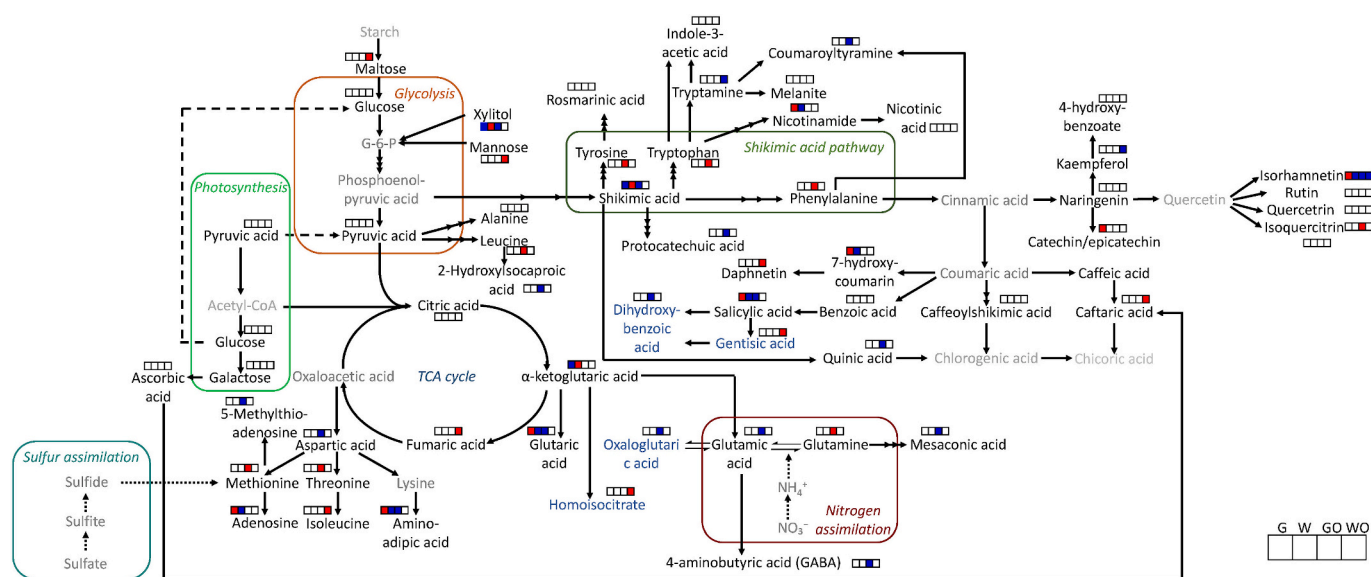 Starch
Maltose
Glycolysis
Glucose
Xylitol
G-6-P
Mannose
Phosphoenol-
pyruvic acid
Pyruvic acid
Alanine
Leucine
2-Hydroxylsocaproic
acid
Photosynthesis
Pyruvic acid
Acetyl-CoA
Glucose
Galactose
Ascorbic
acid
Indole-3-
acetic acid
Coumaroyltyramine
Tryptamine
Melanite
Rosmarinic acid
Nicotinamide
Nicotinic
acid
Tyrosine
Tryptophan
Shikimic acid pathway
Shikimic acid
Phenylalanine
Protocatechuic acid
Cinnamic acid
4-hydroxy-
benzoate
Kaempferol
Naringenin
Catechin/epicatechin
Quercetin
Isorhamnetin
Rutin
Quercetrin
Isoquercitrin
Daphnetin
7-hydroxy-
coumarin
Coumaric acid
Caffeic acid
Dihydroxy-
benzoic acid
Salicylic acid
Benzoic acid
Caffeoylshikimic acid
Caftaric acid
Gentisic acid
Quinic acid
Chlorogenic acid
Chicoric acid
Citric acid
Oxaloacetic acid
TCA cycle
α-ketoglutaric acid
5-Methylthio-
adenosine
Aspartic acid
Fumaric acid
Glutaric
acid
Homoisocitrate
Methionine
Threonine
Lysine
Adenosine
Isoleucine
Amino-
adipic acid
Sulfur assimilation
Sulfide
Sulfite
Sulfate
Oxaloglutari
c acid
Glutamic
acid
Glutamine
Mesaconic acid
NH₄⁺
NO₃⁻
Nitrogen
assimilation
4-aminobutyric acid (GABA)
G W GO WO